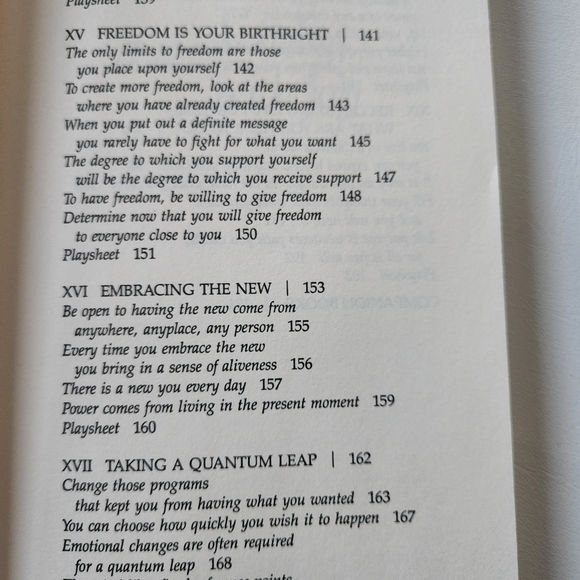 Playsheet 139
XV FREEDOM IS YOUR BIRTHRIGHT | 141
The only limits to freedom are those
you place upon yourself 142
To create more freedom, look at the areas
where you have already created freedom 143
When you put out a definite message
you rarely have to fight for what you want 145
The degree to which you support yourself
will be the degree to which you receive support 147
To have freedom, be willing to give freedom 148
Determine now that you will give freedom
to everyone close to you 150
Playsheet 151
XVI EMBRACING THE NEW | 153
Be open to having the new come from
anywhere, anyplace, any person 155
Every time you embrace the new
you bring in a sense of aliveness 156
There is a new you every day 157
Power comes from living in the present moment 159
Playsheet 160
XVII TAKING A QUANTUM LEAP | 162
Change those programs
that kept you from having what you wanted 163
You can choose how quickly you wish it to happen 167
Emotional changes are often required
for a quantum leap 168